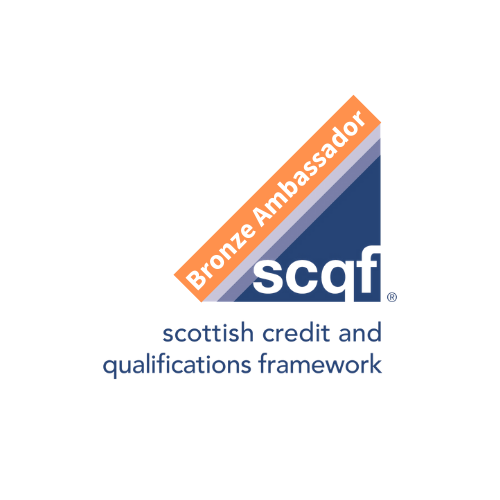 Bronze Ambassador
scqf
®
scottish credit and
qualifications framework